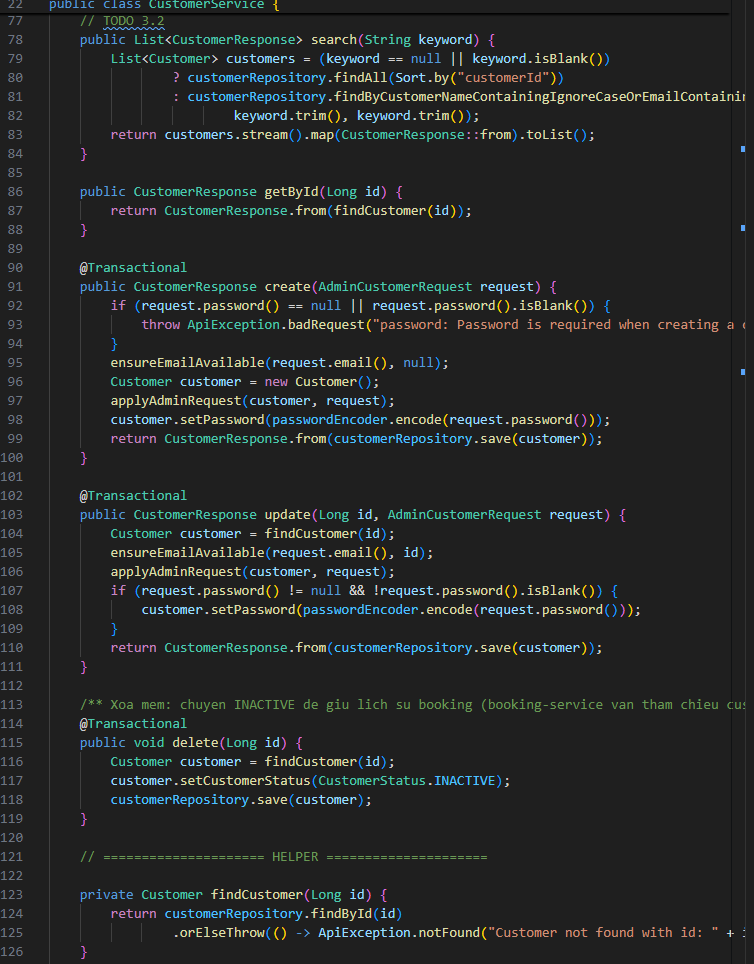 22 public class CustomerService {
77 // TODO 3.2
78 public List<CustomerResponse> search(String keyword) {
79 List<Customer> customers = (keyword == null || keyword.isBlank())
80 ? customerRepository.findAll(Sort.by("customerId"))
81 : customerRepository.findByCustomerNameContainingIgnoreCaseOrEmailContaini
82 keyword.trim(), keyword.trim());
83 return customers.stream().map(CustomerResponse::from).toList();
84 }
85
86 public CustomerResponse getById(Long id) {
87 return CustomerResponse.from(findCustomer(id));
88 }
89
90 @Transactional
91 public CustomerResponse create(AdminCustomerRequest request) {
92 if (request.password() == null || request.password().isBlank()) {
93 throw ApiException.badRequest("password: Password is required when creating a
94 }
95 ensureEmailAvailable(request.email(), null);
96 Customer customer = new Customer();
97 applyAdminRequest(customer, request);
98 customer.setPassword(passwordEncoder.encode(request.password()));
99 return CustomerResponse.from(customerRepository.save(customer));
100 }
101
102 @Transactional
103 public CustomerResponse update(Long id, AdminCustomerRequest request) {
104 Customer customer = findCustomer(id);
105 ensureEmailAvailable(request.email(), id);
106 applyAdminRequest(customer, request);
107 if (request.password() != null && !request.password().isBlank()) {
108 customer.setPassword(passwordEncoder.encode(request.password()));
109 }
110 return CustomerResponse.from(customerRepository.save(customer));
111 }
112
113 /** Xoa mem: chuyen INACTIVE de giu lich su booking (booking-service van tham chieu cus
114 @Transactional
115 public void delete(Long id) {
116 Customer customer = findCustomer(id);
117 customer.setCustomerStatus(CustomerStatus.INACTIVE);
118 customerRepository.save(customer);
119 }
120
121 // ===================== HELPER =====================
122
123 private Customer findCustomer(Long id) {
124 return customerRepository.findById(id)
125 .orElseThrow(() -> ApiException.notFound("Customer not found with id: " +
126 }